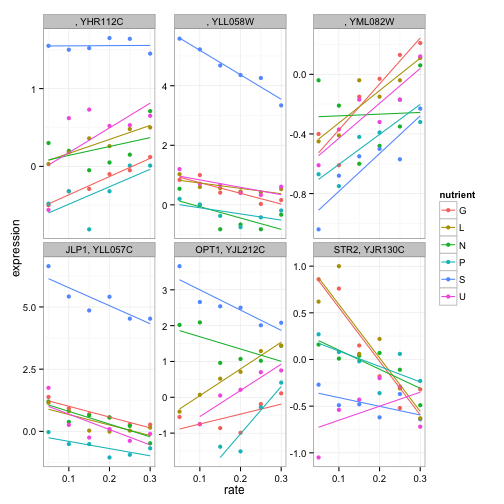 , YHR112C
, YLL058W
, YML082W
1
0
4
2
0
0.0
-0.4
-0.8
expression
nutrient
G
L
N
P
S
U
JLP1, YLL057C
OPT1, YJL212C
STR2, YJR130C
5.0
2.5
0.0
3
2
1
0
-1
1.0
0.5
0.0
-0.5
-1.0
0.1 0.2 0.3
0.1 0.2 0.3
0.1 0.2 0.3
rate